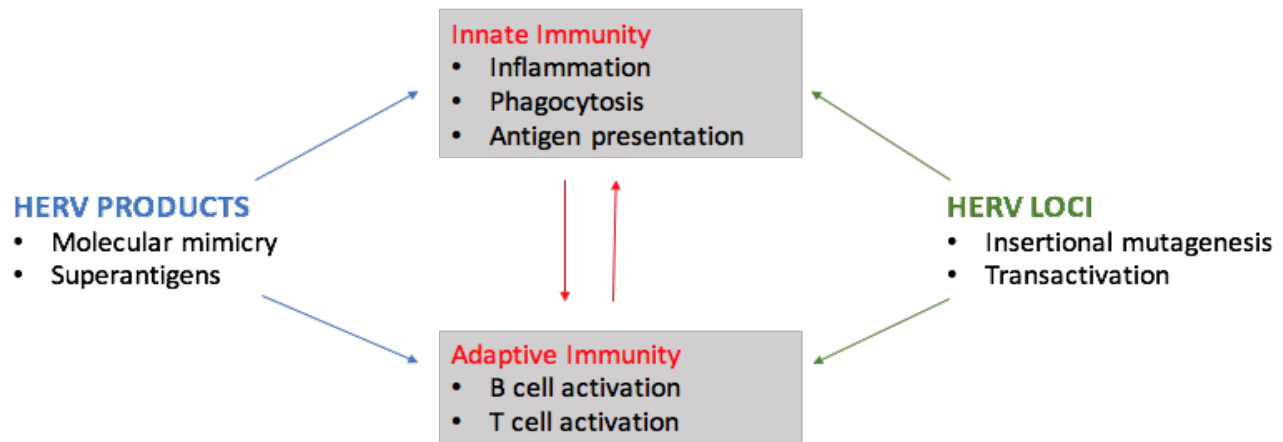 Innate Immunity
• Inflammation
• Phagocytosis
• Antigen presentation
HERV PRODUCTS
• Molecular mimicry
• Superantigens
HERV LOCI
• Insertional mutagenesis
• Transactivation
Adaptive Immunity
• B cell activation
• T cell activation